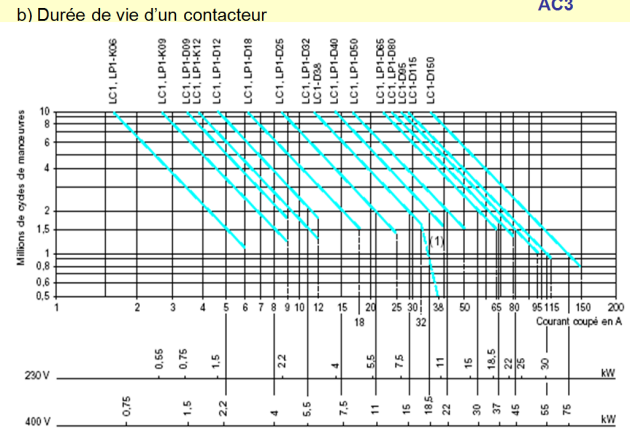 b) Durée de vie d'un contacteur
AC3
LC1, LP1-K06
LC1, LP1-K09
LC1, LP1-D09
LC1, LP1-K12
LC1, LP1-D12
LC1, LP1-D18
LC1, LP1-D25
LC1, LP1-D32
LC1-D38
LC1, LP1-D40
LC1, LP1-D50
LC1, LP1-D65
LC1, LP1-D80
LC1-D95
LC1-D115
LC1-D150
Millions de cycles de manœuvres
10
8
6
4
2
1,5
1
0,8
0,6
0,5
(1)
1 2 3 4 5 6 7 8 9 10 12 15 20 25 30 38 50 65 80 95 115 150 200
18 32 Courant coupé en A
0,55 0,75 1,5 2,2 4 5,5 7,5 11 15 18,5 22 25 30
230 V kW
0,75 1,5 2,2 4 5,5 7,5 11 15 18,5 22 30 37 45 55 75
400 V kW